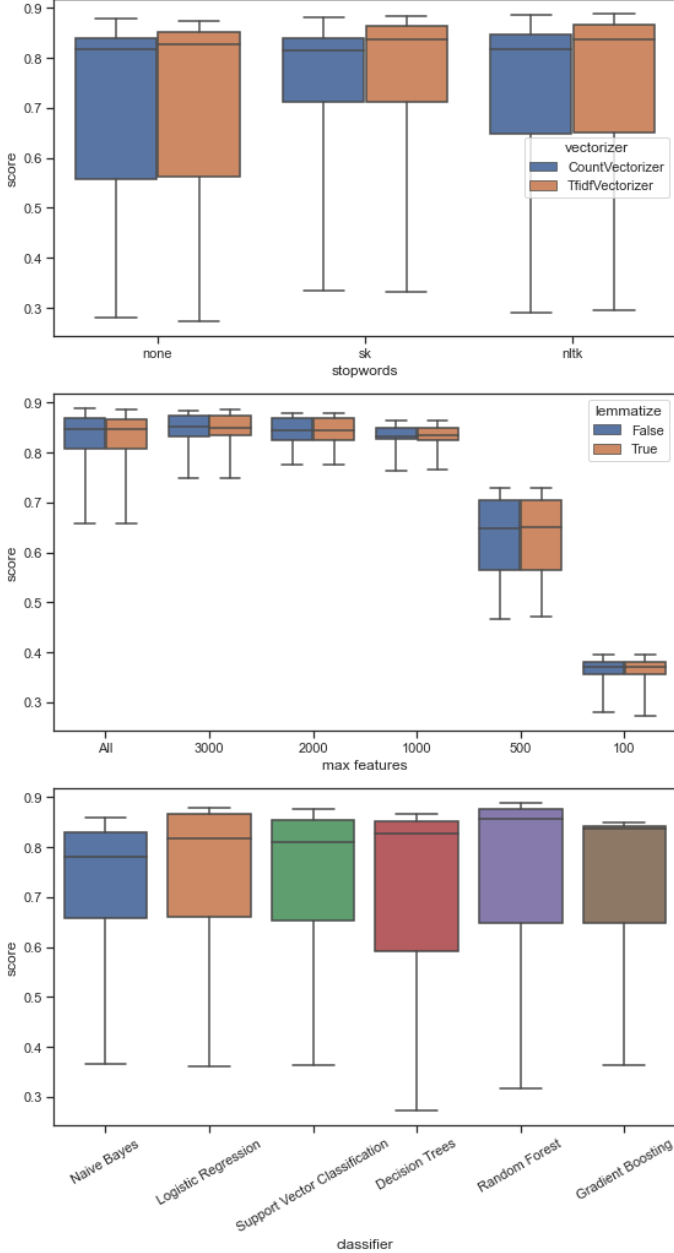 0.9
0.8
0.7
0.6
0.5
0.4
0.3
score
vectorizer
CountVectorizer
TfidfVectorizer
none
sk
nltk
stopwords
0.9
0.8
0.7
0.6
0.5
0.4
0.3
score
lemmatize
False
True
All
3000
2000
1000
500
100
max features
0.9
0.8
0.7
0.6
0.5
0.4
0.3
score
Naive Bayes
Logistic Regression
Support Vector Classification
Decision Trees
Random Forest
Gradient Boosting
classifier